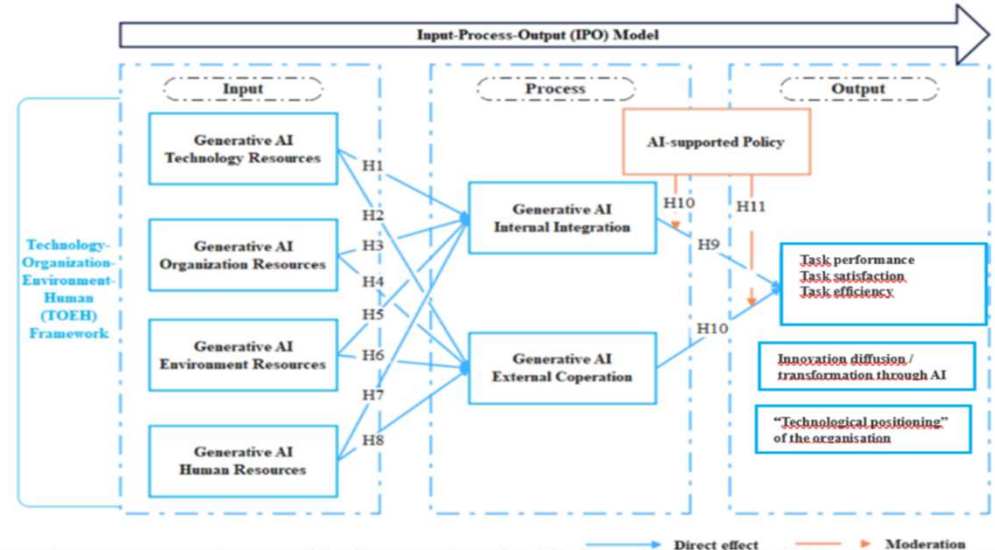 Input-Process-Output (IPO) Model
Input
Process
Output
Technology-
Organization-
Environment-
Human
(TOEH)
Framework
Generative AI
Technology Resources
Generative AI
Organization Resources
Generative AI
Environment Resources
Generative AI
Human Resources
H1
H2
H3
H4
H5
H6
H7
H8
Generative AI
Internal Integration
Generative AI
External Coperation
AI-supported Policy
H10
H11
H9
H10
Task performance
Task satisfaction
Task efficiency
Innovation diffusion /
transformation through AI
“Technological positioning”
of the organisation
Direct effect
Moderation